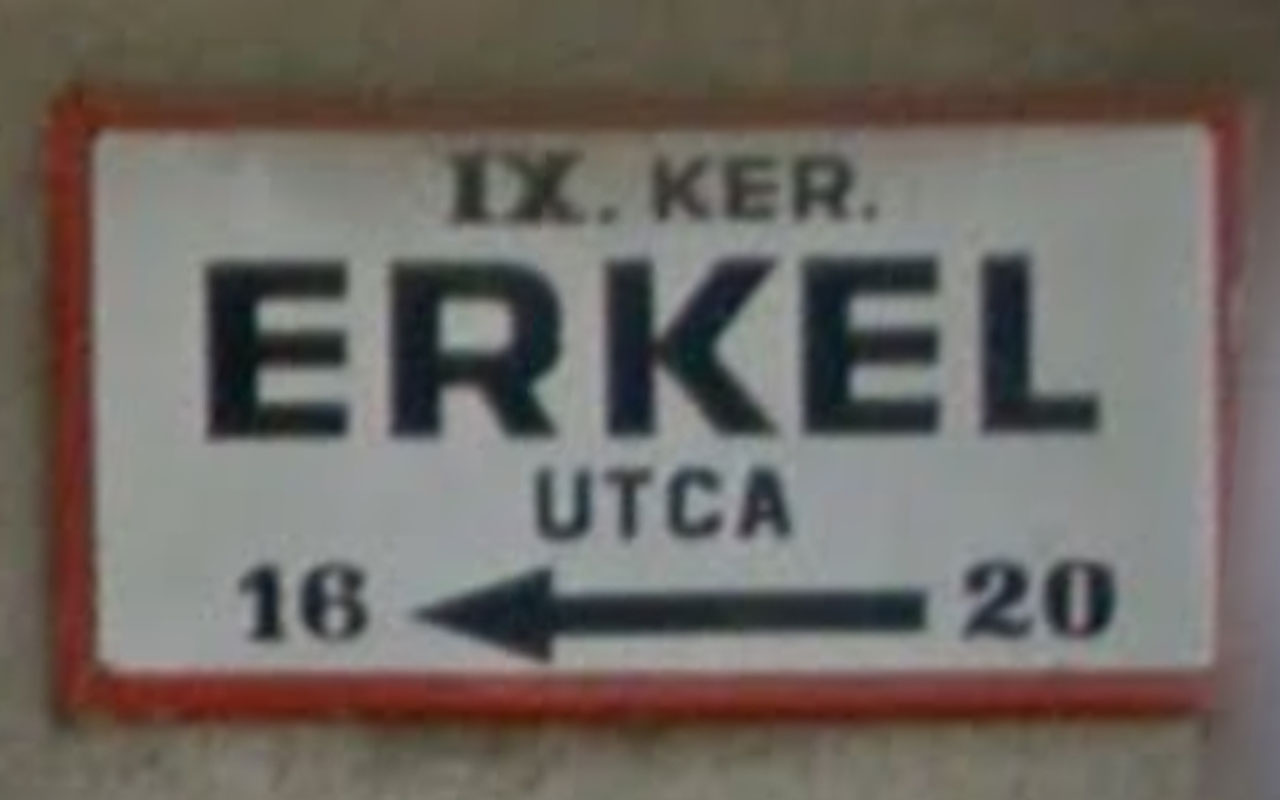 IX. KER.
ERKEL
UTCA
16 20